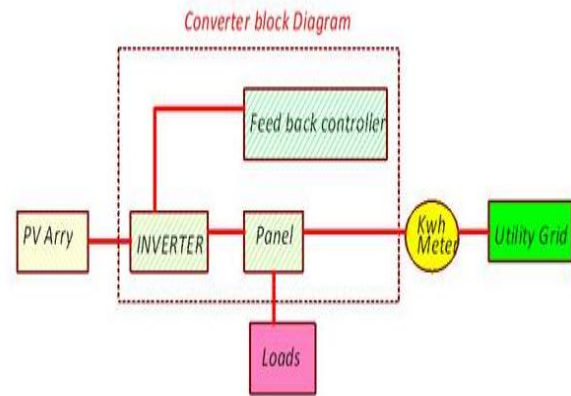 Converter block Diagram
Feed back controller
PV Arry
INVERTER
Panel
Kwh
Meter
Utility Grid
Loads